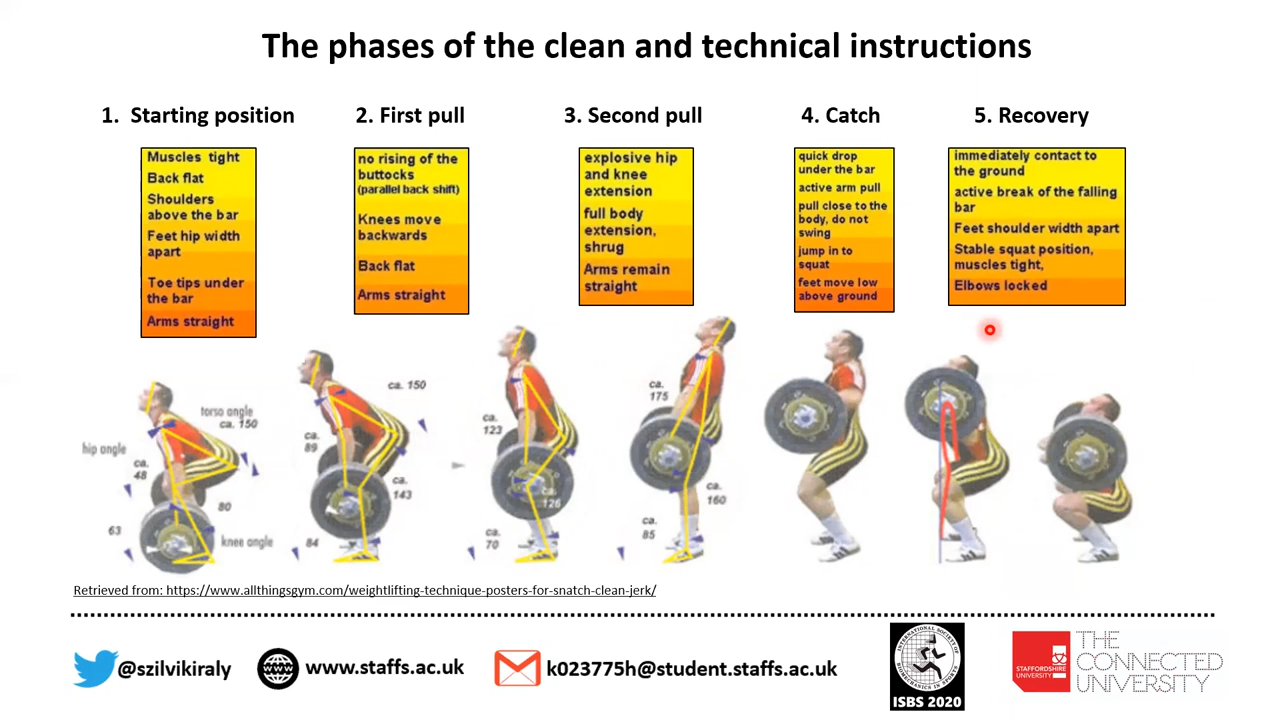 The phases of the clean and technical instructions
1. Starting position
Muscles tight
Back flat
Shoulders
above the bar
Feet hip width
apart
Toe tips under
the bar
Arms straight
2. First pull
no rising of the
buttocks
(parallel back shift)
Knees move
backwards
Back flat
Arms straight
3. Second pull
explosive hip
and knee
extension
full body
extension,
shrug
Arms remain
straight
4. Catch
quick drop
under the bar
active arm pull
pull close to the
body, do not
swing
jump in to
squat
feet move low
above ground
5. Recovery
immediately contact to
the ground
active break of the falling
bar
Feet shoulder width apart
Stable squat position,
muscles tight,
Elbows locked
torso angle
ca. 150
hip angle
ca.
48
80
63
knee angle
ca. 150
ca.
89
ca.
143
84
ca.
123
ca.
126
ca.
70
ca.
175
ca.
160
ca.
85
Retrieved from: https://www.allthingsgym.com/weightlifting-technique-posters-for-snatch-clean-jerk/
@szilvikiraly
www
www.staffs.ac.uk
k023775h@student.staffs.ac.uk
INTERNATIONAL SOCIETY
BIOMECHANICS IN SPORTS
ISBS 2020
STAFFORDSHIRE
UNIVERSITY
THE
CONNECTED
UNIVERSITY